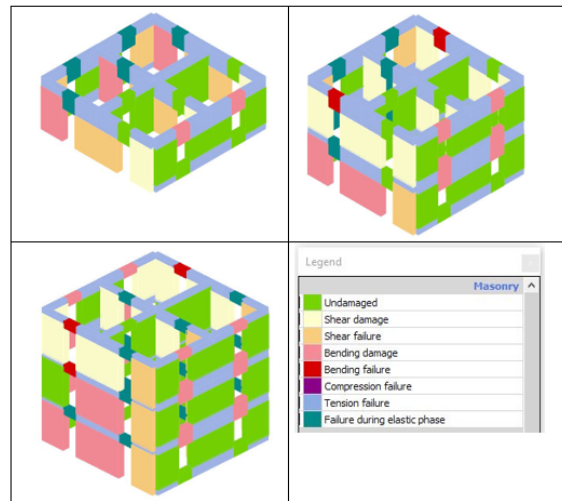 Legend
Masonry
Undamaged
Shear damage
Shear failure
Bending damage
Bending failure
Compression failure
Tension failure
Failure during elastic phase